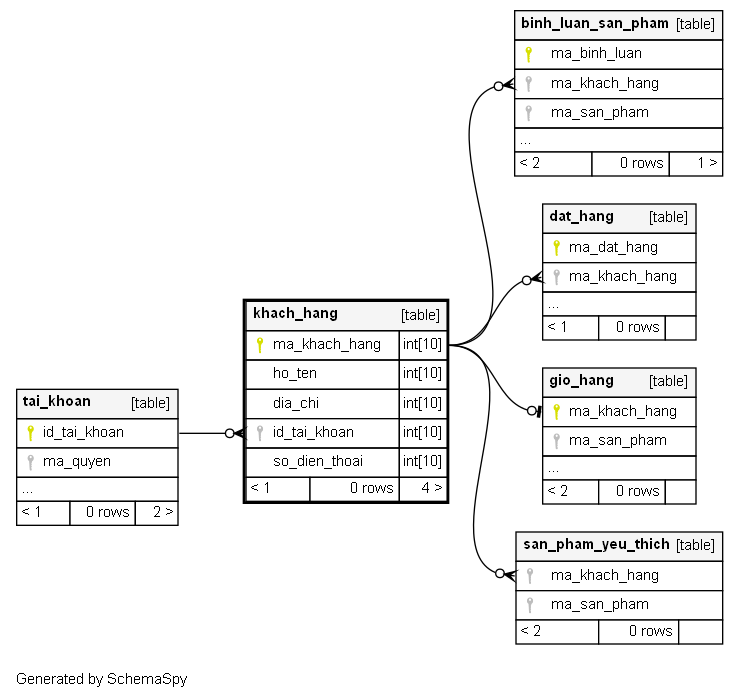 binh_luan_san_pham [table]
ma_binh_luan
ma_khach_hang
ma_san_pham
...
< 2 0 rows 1 >
dat_hang [table]
ma_dat_hang
ma_khach_hang
...
< 1 0 rows
khach_hang [table]
ma_khach_hang int[10]
ho_ten int[10]
dia_chi int[10]
id_tai_khoan int[10]
so_dien_thoai int[10]
< 1 0 rows 4 >
gio_hang [table]
ma_khach_hang
ma_san_pham
...
< 2 0 rows
tai_khoan [table]
id_tai_khoan
ma_quyen
...
< 1 0 rows 2 >
san_pham_yeu_thich [table]
ma_khach_hang
ma_san_pham
< 2 0 rows
Generated by SchemaSpy